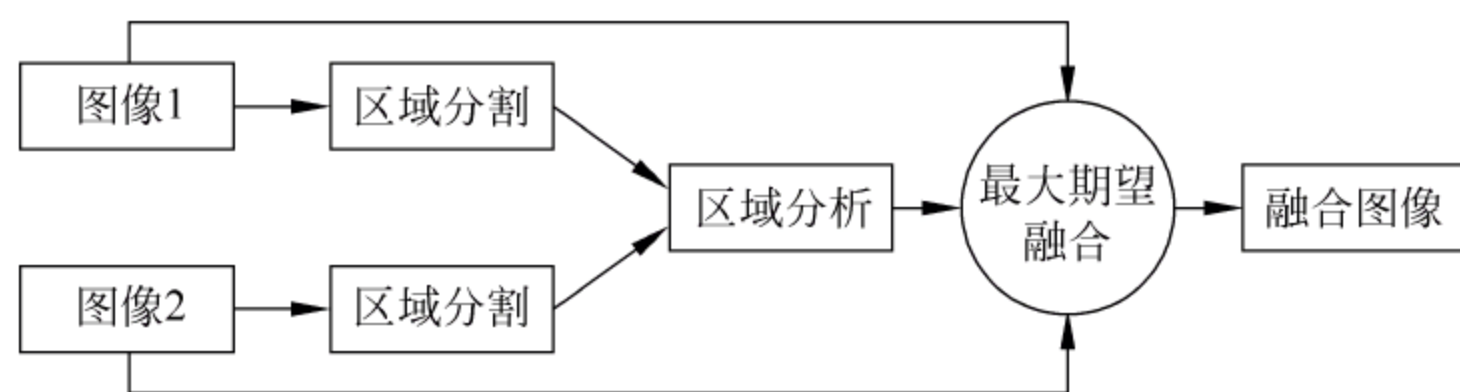 图像1
区域分割
区域分析
最大期望
融合
融合图像
图像2
区域分割